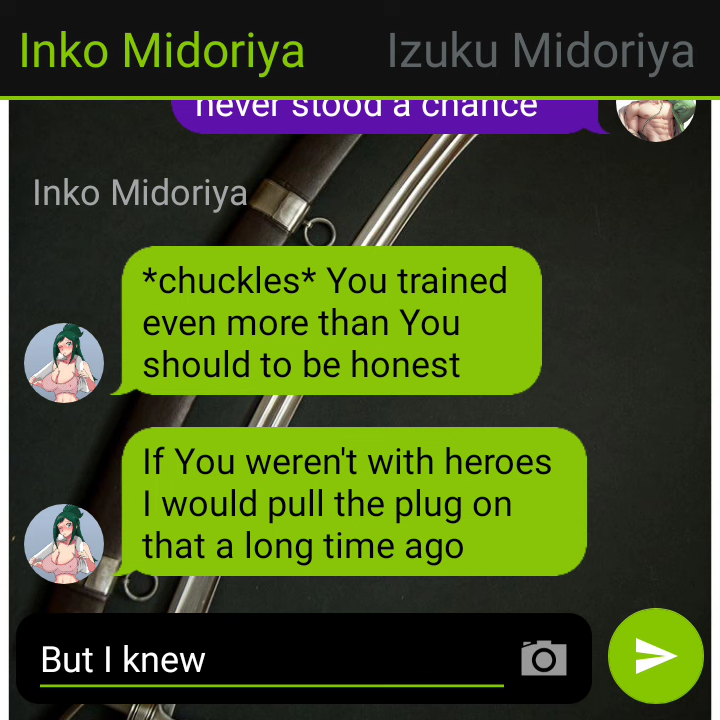 Inko Midoriya
Izuku Midoriya
never stood a chance
Inko Midoriya
*chuckles* You trained
even more than You
should to be honest
If You weren't with heroes
I would pull the plug on
that a long time ago
But I knew